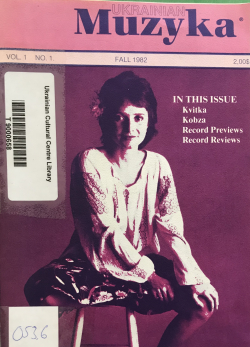 UKRAINIAN
Muzyka
VOL. 1 NO. 1. FALL 1982 2.00$
IN THIS ISSUE
Kvitka
Kobza
Record Previews
Record Reviews
Ukrainian Cultural Centre Library
T 9000658
0536